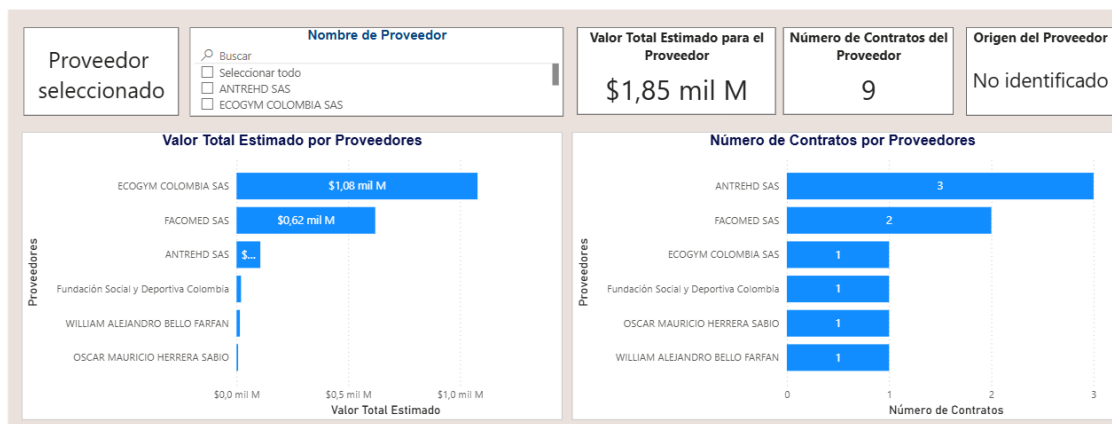 Proveedor
seleccionado
Nombre de Proveedor
Buscar
Seleccionar todo
ANTREHD SAS
ECOGYM COLOMBIA SAS
Valor Total Estimado para el
Proveedor
$1,85 mil M
Número de Contratos del
Proveedor
9
Origen del Proveedor
No identificado
Valor Total Estimado por Proveedores
Proveedores
ECOGYM COLOMBIA SAS
$1,08 mil M
FACOMED SAS
$0,62 mil M
ANTREHD SAS
$...
Fundación Social y Deportiva Colombia
WILLIAM ALEJANDRO BELLO FARFAN
OSCAR MAURICIO HERRERA SABIO
$0,0 mil M
$0,5 mil M
$1,0 mil M
Valor Total Estimado
Número de Contratos por Proveedores
Proveedores
ANTREHD SAS
3
FACOMED SAS
2
ECOGYM COLOMBIA SAS
1
Fundación Social y Deportiva Colombia
1
OSCAR MAURICIO HERRERA SABIO
1
WILLIAM ALEJANDRO BELLO FARFAN
1
0
1
2
3
Número de Contratos